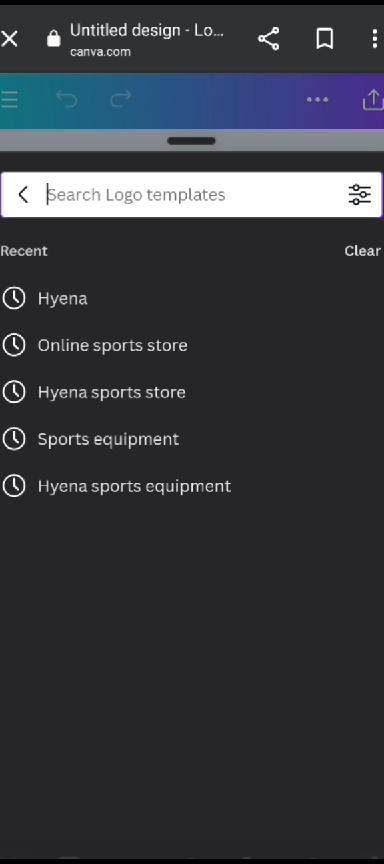 Untitled design - Lo...
canva.com
Search Logo templates
Recent
Clear
Hyena
Online sports store
Hyena sports store
Sports equipment
Hyena sports equipment